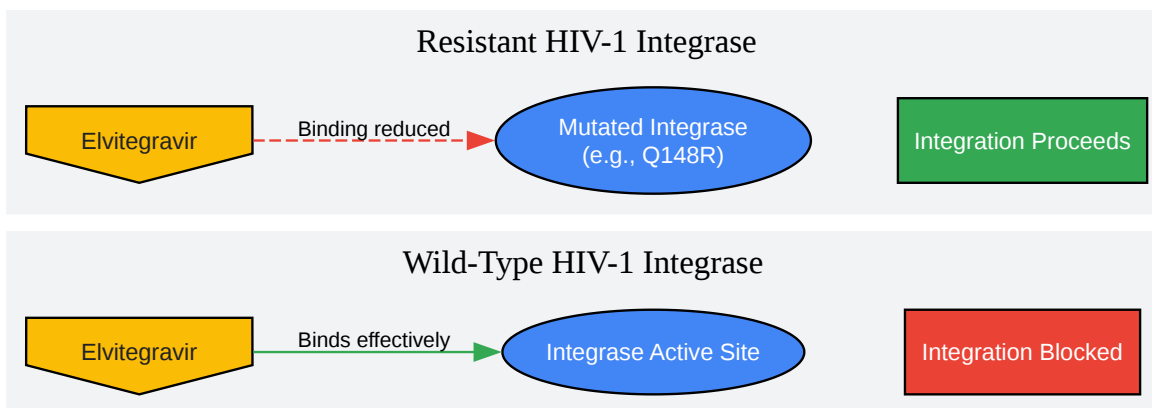 Resistant HIV-1 Integrase
Elvitegravir
Binding reduced
Mutated Integrase
(e.g., Q148R)
Integration Proceeds
Wild-Type HIV-1 Integrase
Elvitegravir
Binds effectively
Integrase Active Site
Integration Blocked